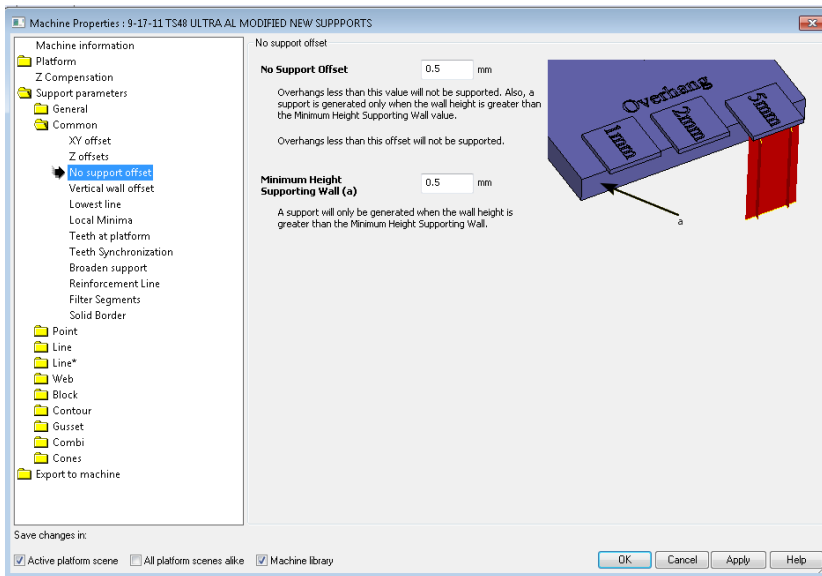 Machine Properties : 9-17-11 TS48 ULTRA AL MODIFIED NEW SUPPPORTS
Machine information
Platform
Z Compensation
Support parameters
General
Common
XY offset
Z offsets
No support offset
Vertical wall offset
Lowest line
Local Minima
Teeth at platform
Teeth Synchronization
Broaden support
Reinforcement Line
Filter Segments
Solid Border
Point
Line
Line*
Web
Block
Contour
Gusset
Combi
Cones
Export to machine
No support offset
No Support Offset 0.5 mm
Overhangs less than this value will not be supported. Also, a
support is generated only when the wall height is greater than
the Minimum Height Supporting Wall value.
Overhangs less than this offset will not be supported.
Minimum Height
Supporting Wall (a) 0.5 mm
A support will only be generated when the wall height is
greater than the Minimum Height Supporting Wall.
Overhang
1mm
2mm
5mm
a
Save changes in:
Active platform scene All platform scenes alike Machine library
OK Cancel Apply Help